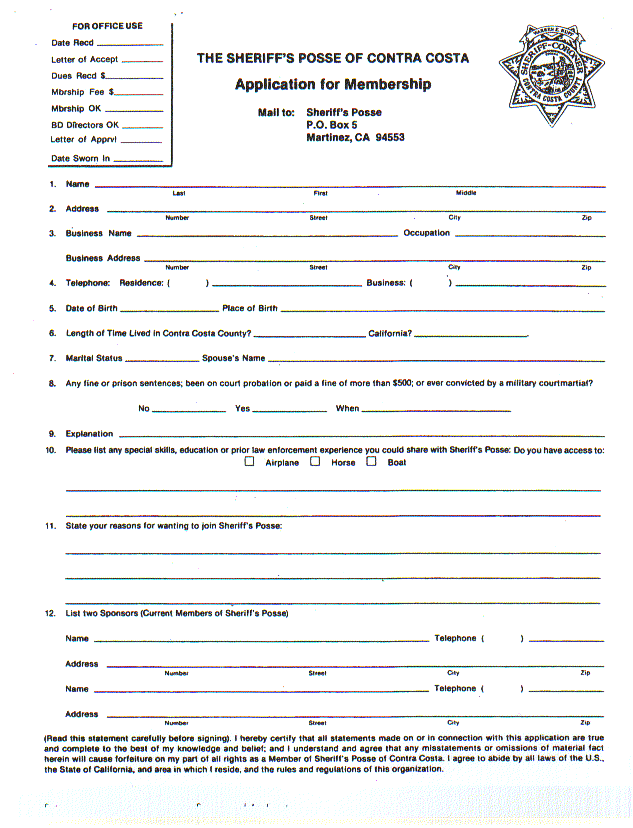 FOR OFFICE USE
Date Recd
Letter of Accept
Dues Recd $
Mbrship Fee $
Mbrship OK
BD Directors OK
Letter of Apprvl
Date Sworn In
THE SHERIFF'S POSSE OF CONTRA COSTA
Application for Membership
Mail to: Sheriff's Posse
P.O. Box 5
Martinez, CA 94553
SHERIFF-CORONER
CONTRA COSTA COUNTY
1. Name
Last First Middle
2. Address
Number Street City Zip
3. Business Name Occupation
Business Address
Number Street City Zip
4. Telephone: Residence: ( ) Business: ( )
5. Date of Birth Place of Birth
6. Length of Time Lived in Contra Costa County? California?
7. Marital Status Spouse's Name
8. Any fine or prison sentences; been on court probation or paid a fine of more than $500; or ever convicted by a military courtmartial?
No Yes When
9. Explanation
10. Please list any special skills, education or prior law enforcement experience you could share with Sheriff's Posse: Do you have access to:
Airplane Horse Boat
11. State your reasons for wanting to join Sheriff's Posse:
12. List two Sponsors (Current Members of Sheriff's Posse)
Name Telephone ( )
Address
Number Street City Zip
Name Telephone ( )
Address
Number Street City Zip
(Read this statement carefully before signing). I hereby certify that all statements made on or in connection with this application are true
and complete to the best of my knowledge and belief; and I understand and agree that any misstatements or omissions of material fact
herein will cause forfeiture on my part of all rights as a Member of Sheriff's Posse of Contra Costa. I agree to abide by all laws of the U.S.,
the State of California, and area in which I reside, and the rules and regulations of this organization.